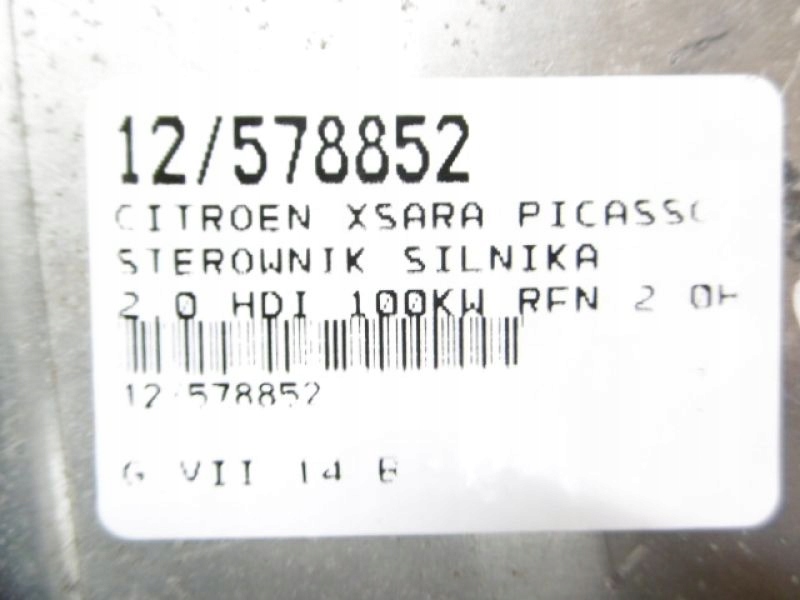 12/578852
CITROEN XSARA PICASSO
STEROWNIK SILNIKA
2.0 HDI 100KW RFN 2.0H
12/578852
G VII 14 B